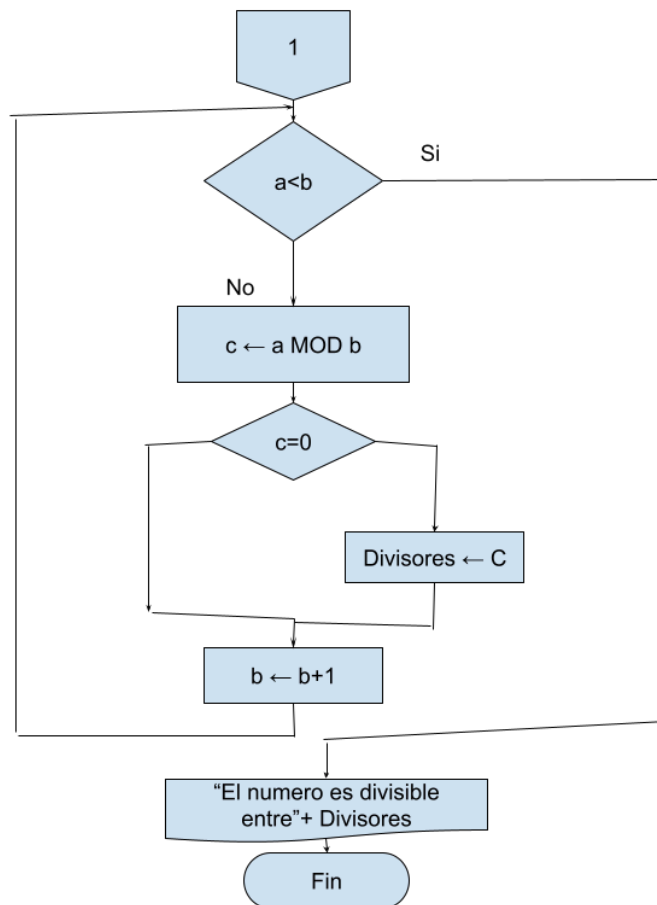 1
a<b
Si
No
c ← a MOD b
c=0
Divisores ← C
b ← b+1
“El numero es divisible
entre”+ Divisores
Fin